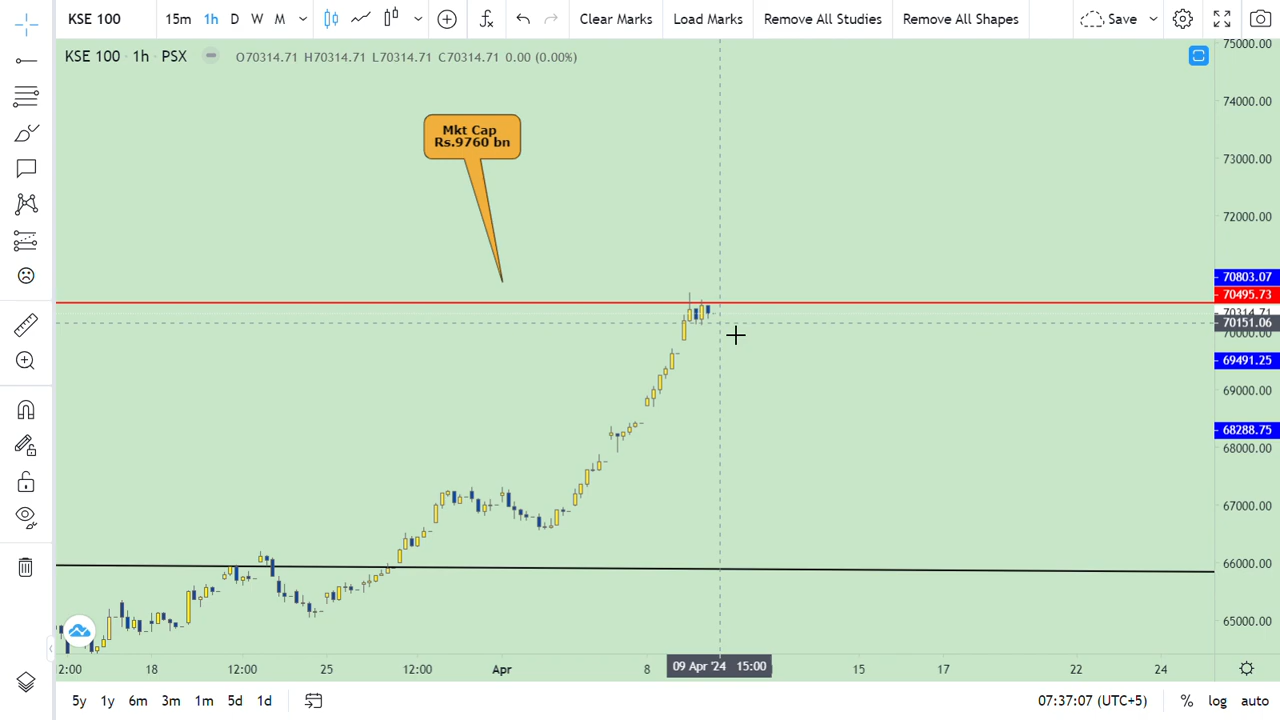 KSE 100 15m 1h D W M Clear Marks Load Marks Remove All Studies Remove All Shapes Save
KSE 100 · 1h · PSX O70314.71 H70314.71 L70314.71 C70314.71 0.00 (0.00%)
Mkt Cap
Rs.9760 bn
75000.00
74000.00
73000.00
72000.00
70803.07
70495.73
70314.71
70151.06
70000.00
69491.25
69000.00
68288.75
68000.00
67000.00
66000.00
65000.00
12:00 18 12:00 25 12:00 Apr 8 09 Apr '24 15:00 15 17 22 24
5y 1y 6m 3m 1m 5d 1d 07:37:07 (UTC+5) % log auto